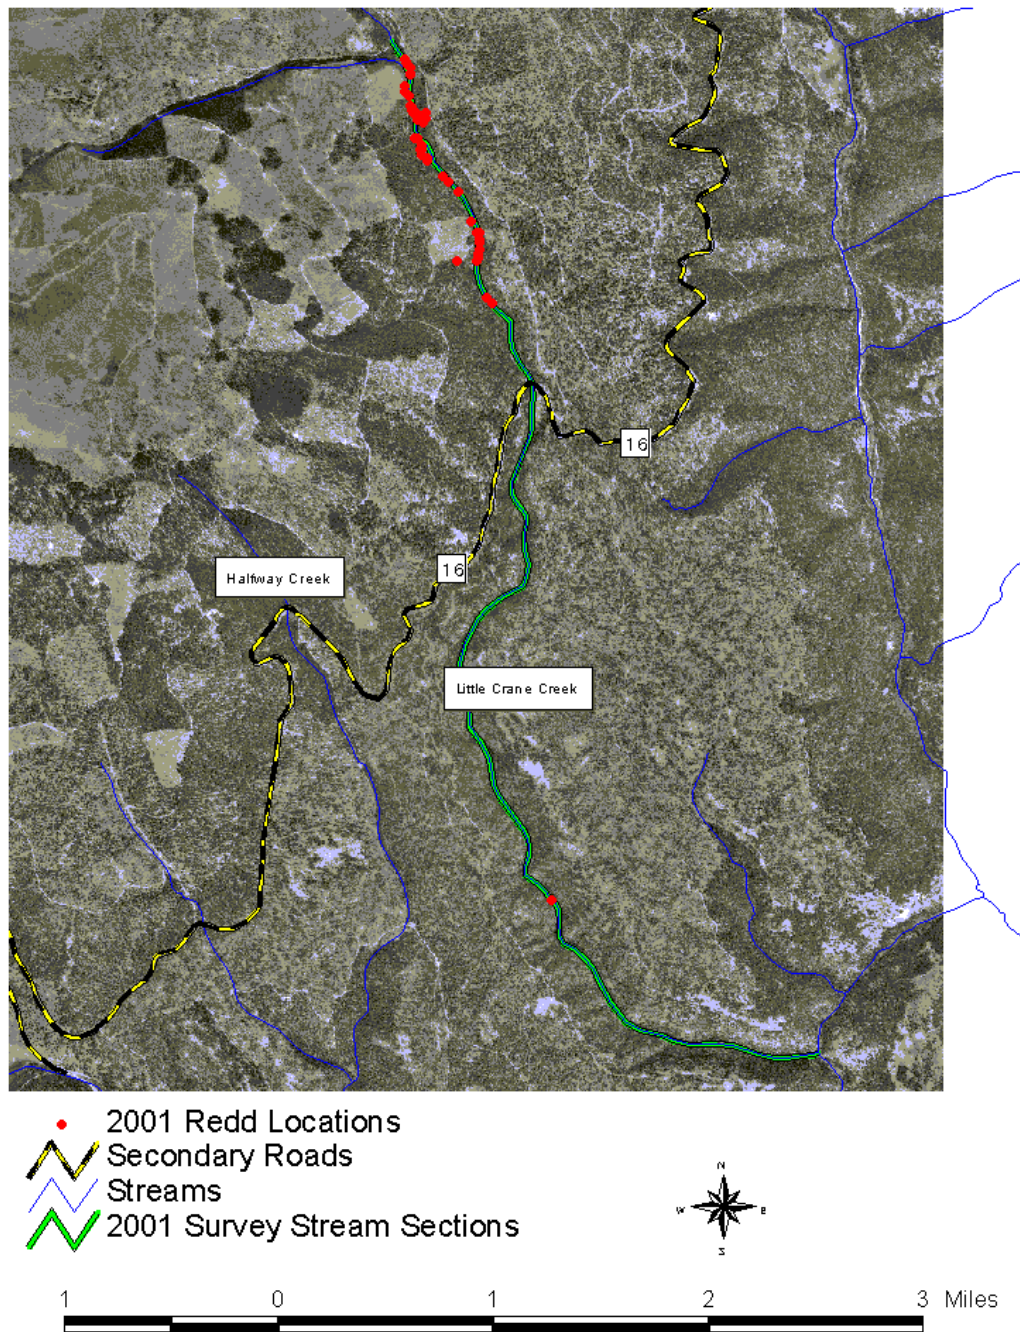 16
16
Halfway Creek
Little Crane Creek
2001 Redd Locations
Secondary Roads
Streams
2001 Survey Stream Sections
N
W E
S
1 0 1 2 3 Miles